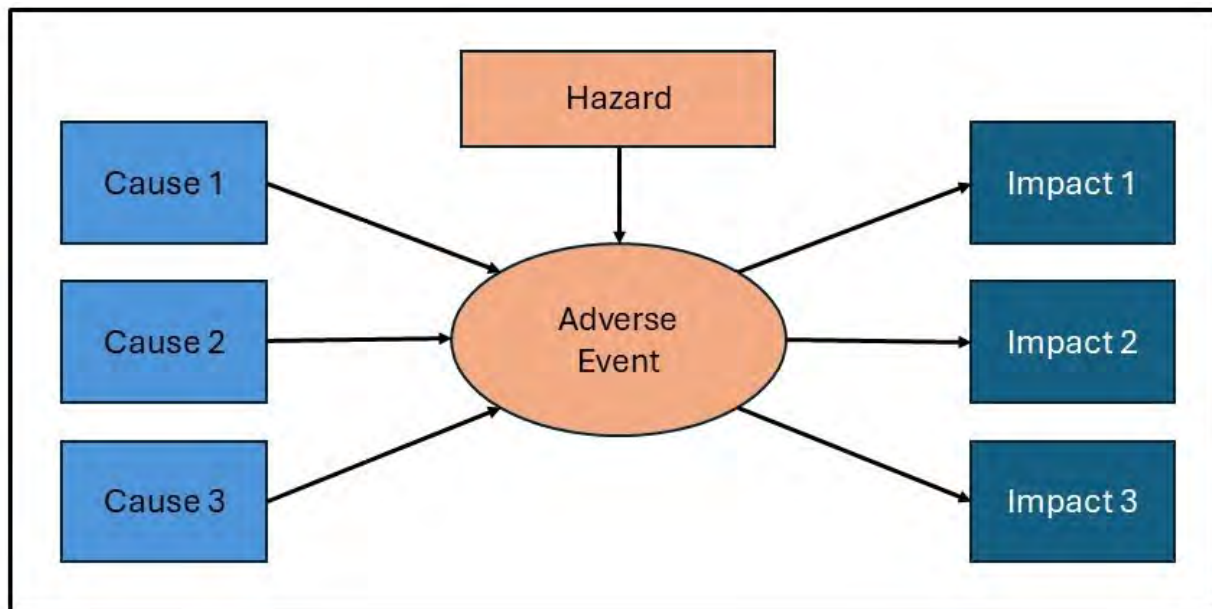 Hazard
Cause 1
Impact 1
Cause 2
Adverse
Event
Impact 2
Cause 3
Impact 3